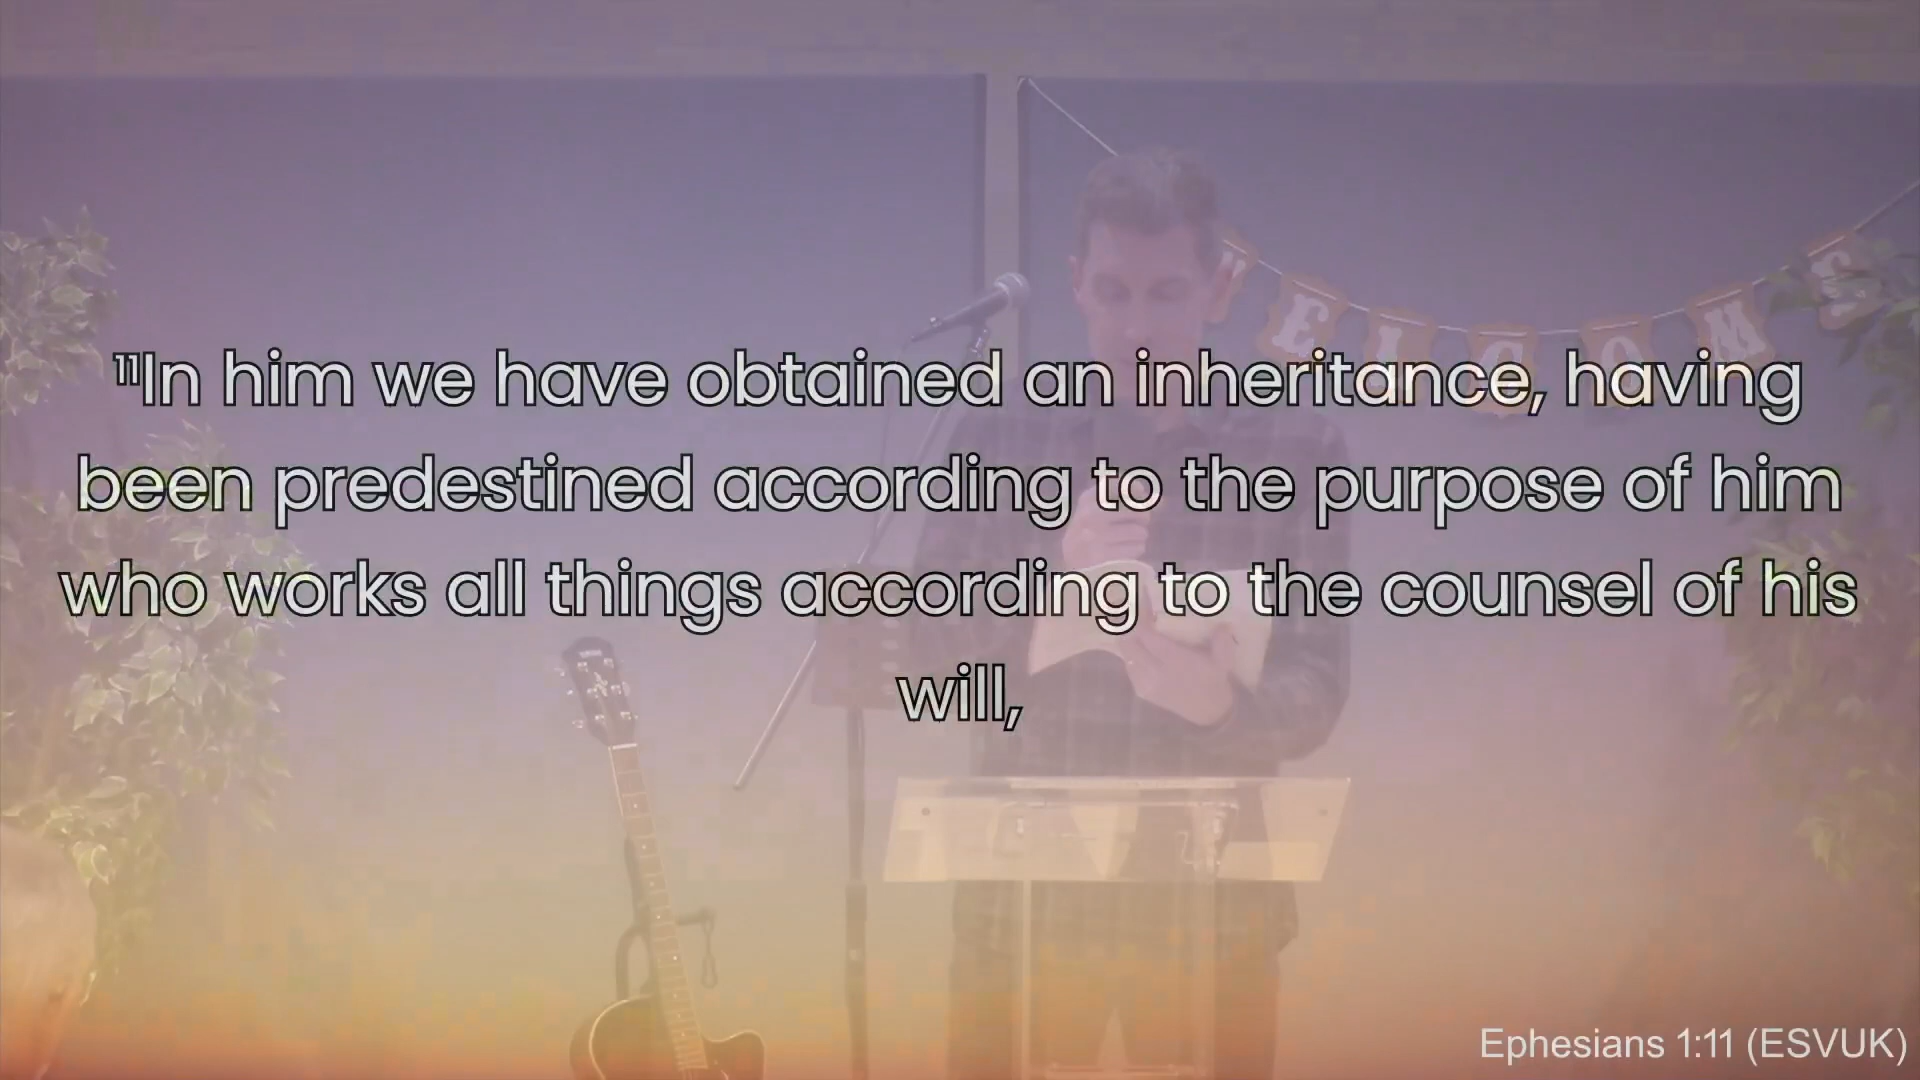 WELCOME
¹¹In him we have obtained an inheritance, having
been predestined according to the purpose of him
who works all things according to the counsel of his
will,
Ephesians 1:11 (ESVUK)